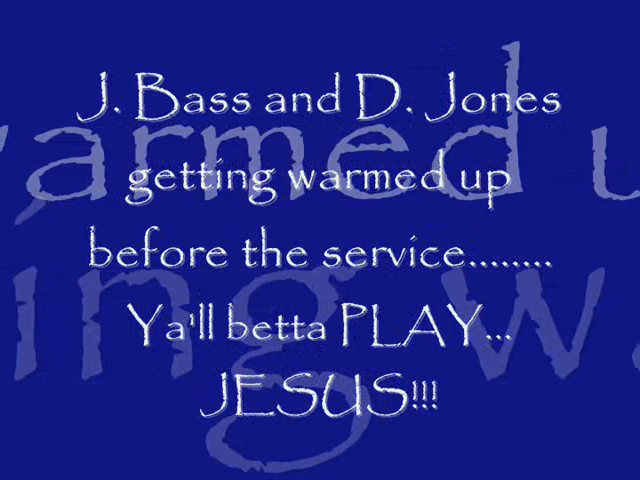 J. Bass and D. Jones
getting warmed up
before the service........
Ya'll betta PLAY...
JESUS!!!